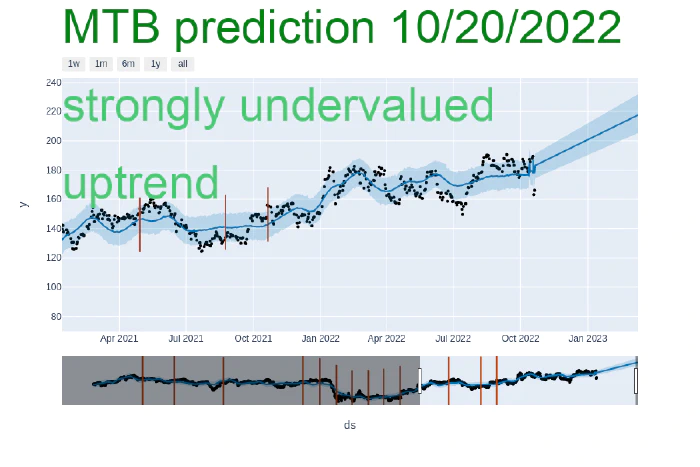 MTB prediction 10/20/2022
1w 1m 6m 1y all
240
strongly undervalued
220
200
180
uptrend
160
y
140
120
100
80
Apr 2021 Jul 2021 Oct 2021 Jan 2022 Apr 2022 Jul 2022 Oct 2022 Jan 2023
ds